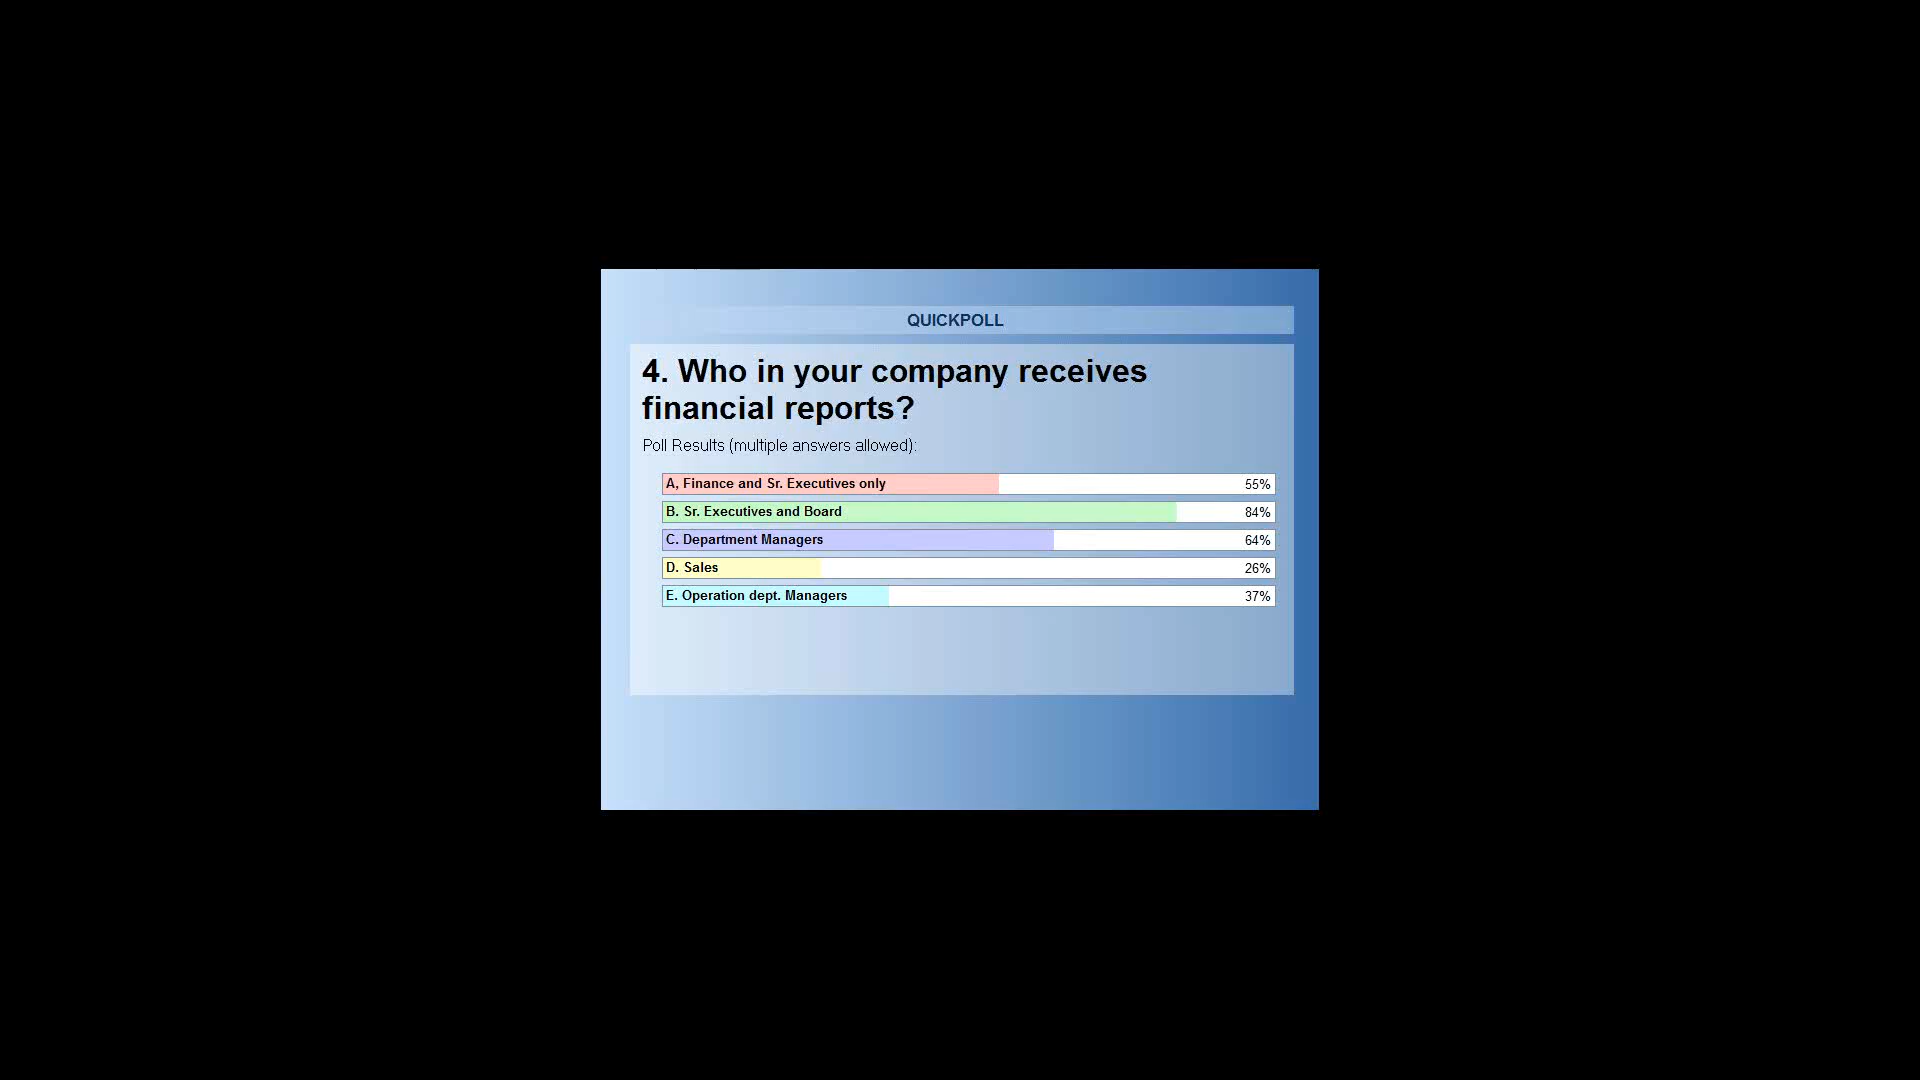 QUICKPOLL
4. Who in your company receives
financial reports?
Poll Results (multiple answers allowed):
A, Finance and Sr. Executives only 55%
B. Sr. Executives and Board 84%
C. Department Managers 64%
D. Sales 26%
E. Operation dept. Managers 37%